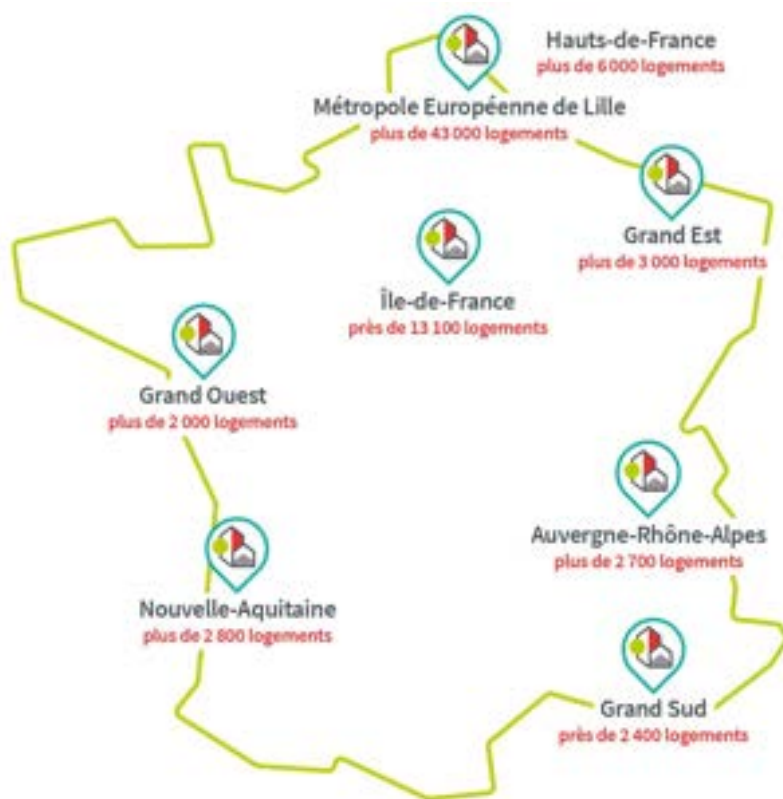 Hauts-de-France
plus de 6 000 logements
Métropole Européenne de Lille
plus de 43 000 logements
Grand Est
plus de 3 000 logements
Île-de-France
près de 13 100 logements
Grand Ouest
plus de 2 000 logements
Auvergne-Rhône-Alpes
plus de 2 700 logements
Nouvelle-Aquitaine
plus de 2 800 logements
Grand Sud
près de 2 400 logements